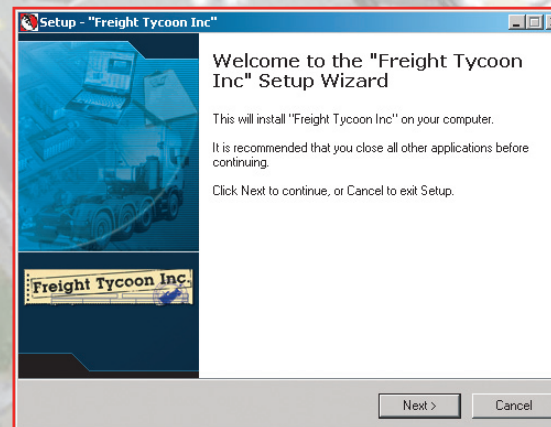 Setup - "Freight Tycoon Inc"
Welcome to the "Freight Tycoon
Inc" Setup Wizard
This will install "Freight Tycoon Inc" on your computer.
It is recommended that you close all other applications before
continuing.
Click Next to continue, or Cancel to exit Setup.
Freight Tycoon Inc.
Next >
Cancel